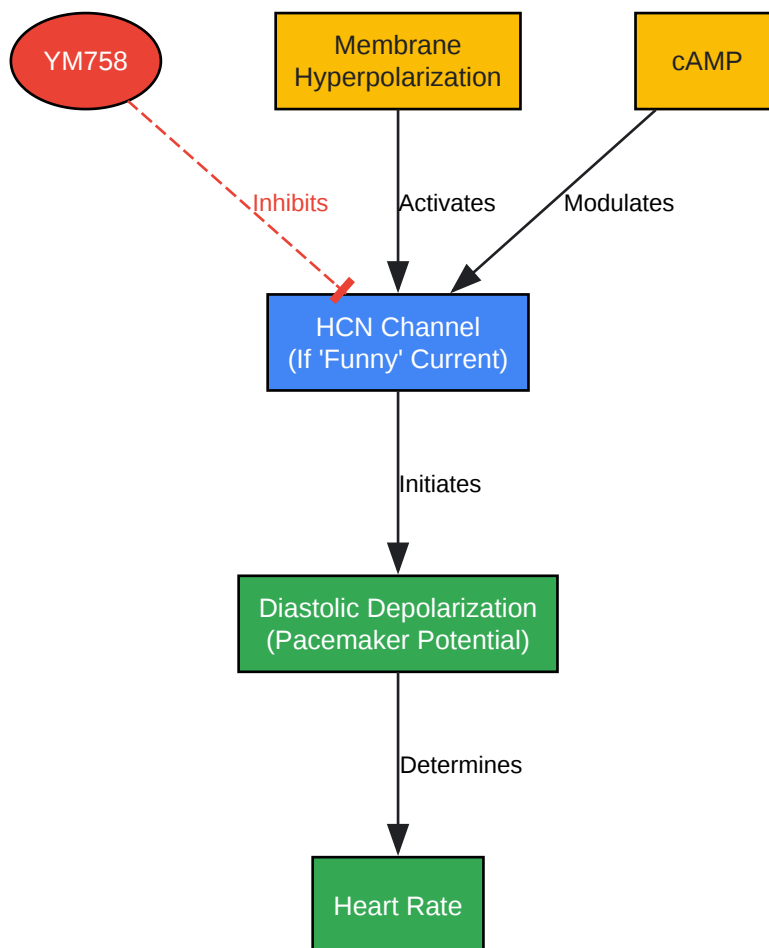 YM758
Membrane
Hyperpolarization
cAMP
Inhibits
Activates
Modulates
HCN Channel
(If 'Funny' Current)
Initiates
Diastolic Depolarization
(Pacemaker Potential)
Determines
Heart Rate